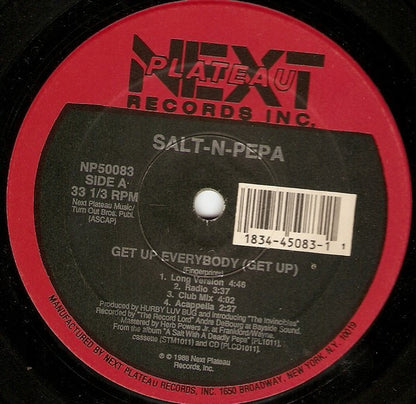 NEXT
PLATEAU
RECORDS INC.
SALT-N-PEPA
NP50083
SIDE A
33 1/3 RPM
Next Plateau Music/
Turn Out Bros. Publ.
(ASCAP)
1834-45083-1 1
GET UP EVERYBODY (GET UP)
(Fingerprint)
1. Long Version 4:46
2. Radio 3:37
3. Club Mix 4:02
4. Acappella 2:27
Produced by HURBY LUV BUG and introducing "The Invincibles"
Recorded by "The Record Lord" Andre DeBourg at Bayside Sound.
Mastered by Herb Powers Jr. at Frankford/Wayne.
From the album "A Salt With A Deadly Pepa" [PL1011],
cassette (STM1011) and CD [PLCD1011].
℗ © 1988 Next Plateau
Records, Inc.
MANUFACTURED BY NEXT PLATEAU RECORDS, INC. 1650 BROADWAY, NEW YORK, N.Y. 10019